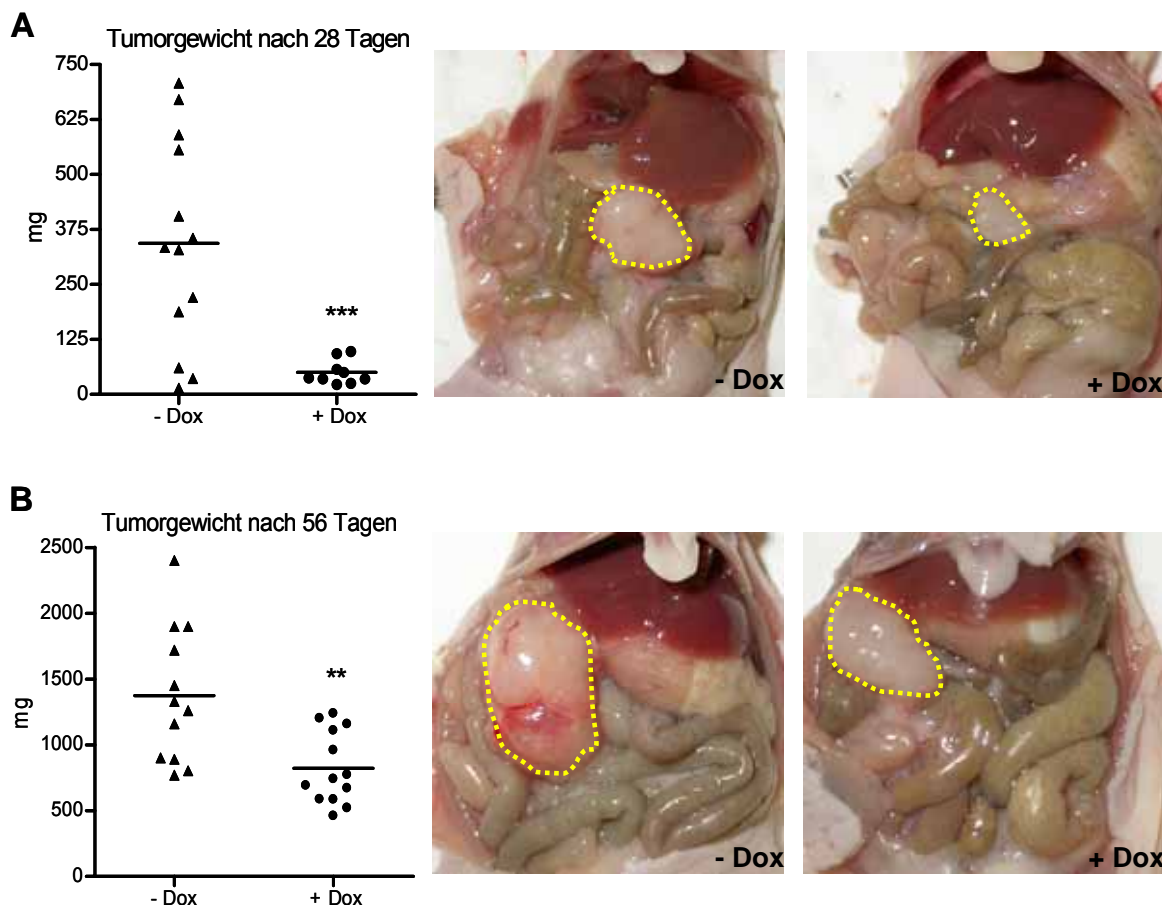 A
Tumorgewicht nach 28 Tagen
750
625
500
375
250
125
0
mg
***
- Dox
+ Dox
- Dox
+ Dox
B
Tumorgewicht nach 56 Tagen
2500
2000
1500
1000
500
0
mg
**
- Dox
+ Dox
- Dox
+ Dox